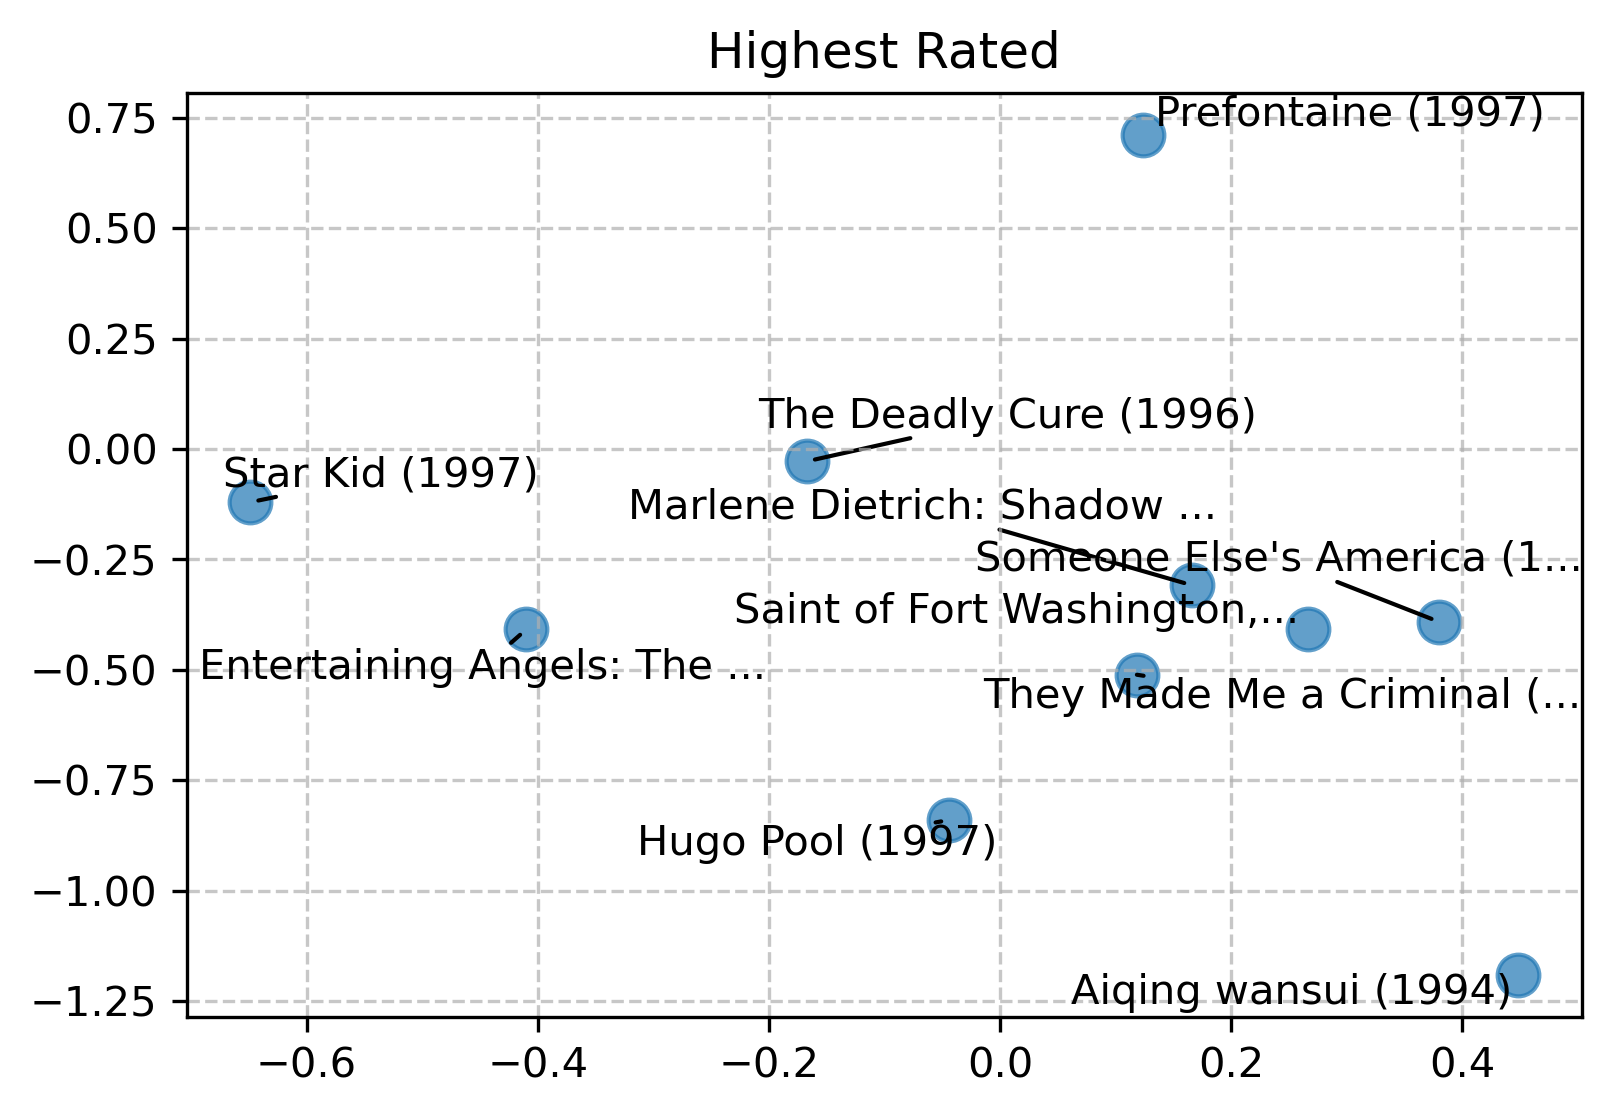 Highest Rated
0.75
0.50
0.25
0.00
−0.25
−0.50
−0.75
−1.00
−1.25
Prefontaine (1997)
The Deadly Cure (1996)
Star Kid (1997)
Marlene Dietrich: Shadow ...
Someone Else's America (1...
Saint of Fort Washington,...
Entertaining Angels: The ...
They Made Me a Criminal (...
Hugo Pool (1997)
Aiqing wansui (1994)
−0.6
−0.4
−0.2
0.0
0.2
0.4